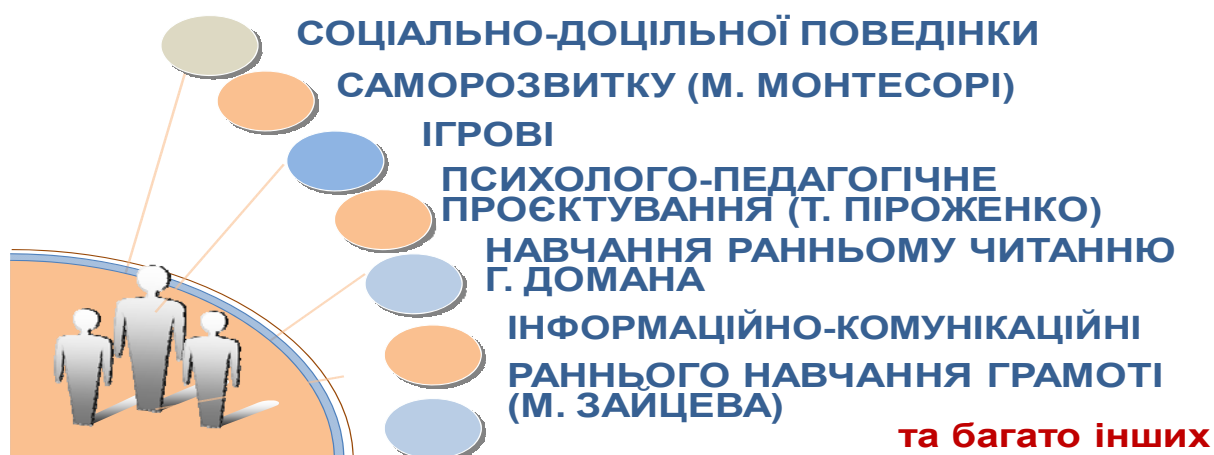 СОЦІАЛЬНО-ДОЦІЛЬНОЇ ПОВЕДІНКИ
САМОРОЗВИТКУ (М. МОНТЕСОРІ)
ІГРОВІ
ПСИХОЛОГО-ПЕДАГОГІЧНЕ
ПРОЄКТУВАННЯ (Т. ПІРОЖЕНКО)
НАВЧАННЯ РАННЬОМУ ЧИТАННЮ
Г. ДОМАНА
ІНФОРМАЦІЙНО-КОМУНІКАЦІЙНІ
РАННЬОГО НАВЧАННЯ ГРАМОТІ
(М. ЗАЙЦЕВА)
та багато інших